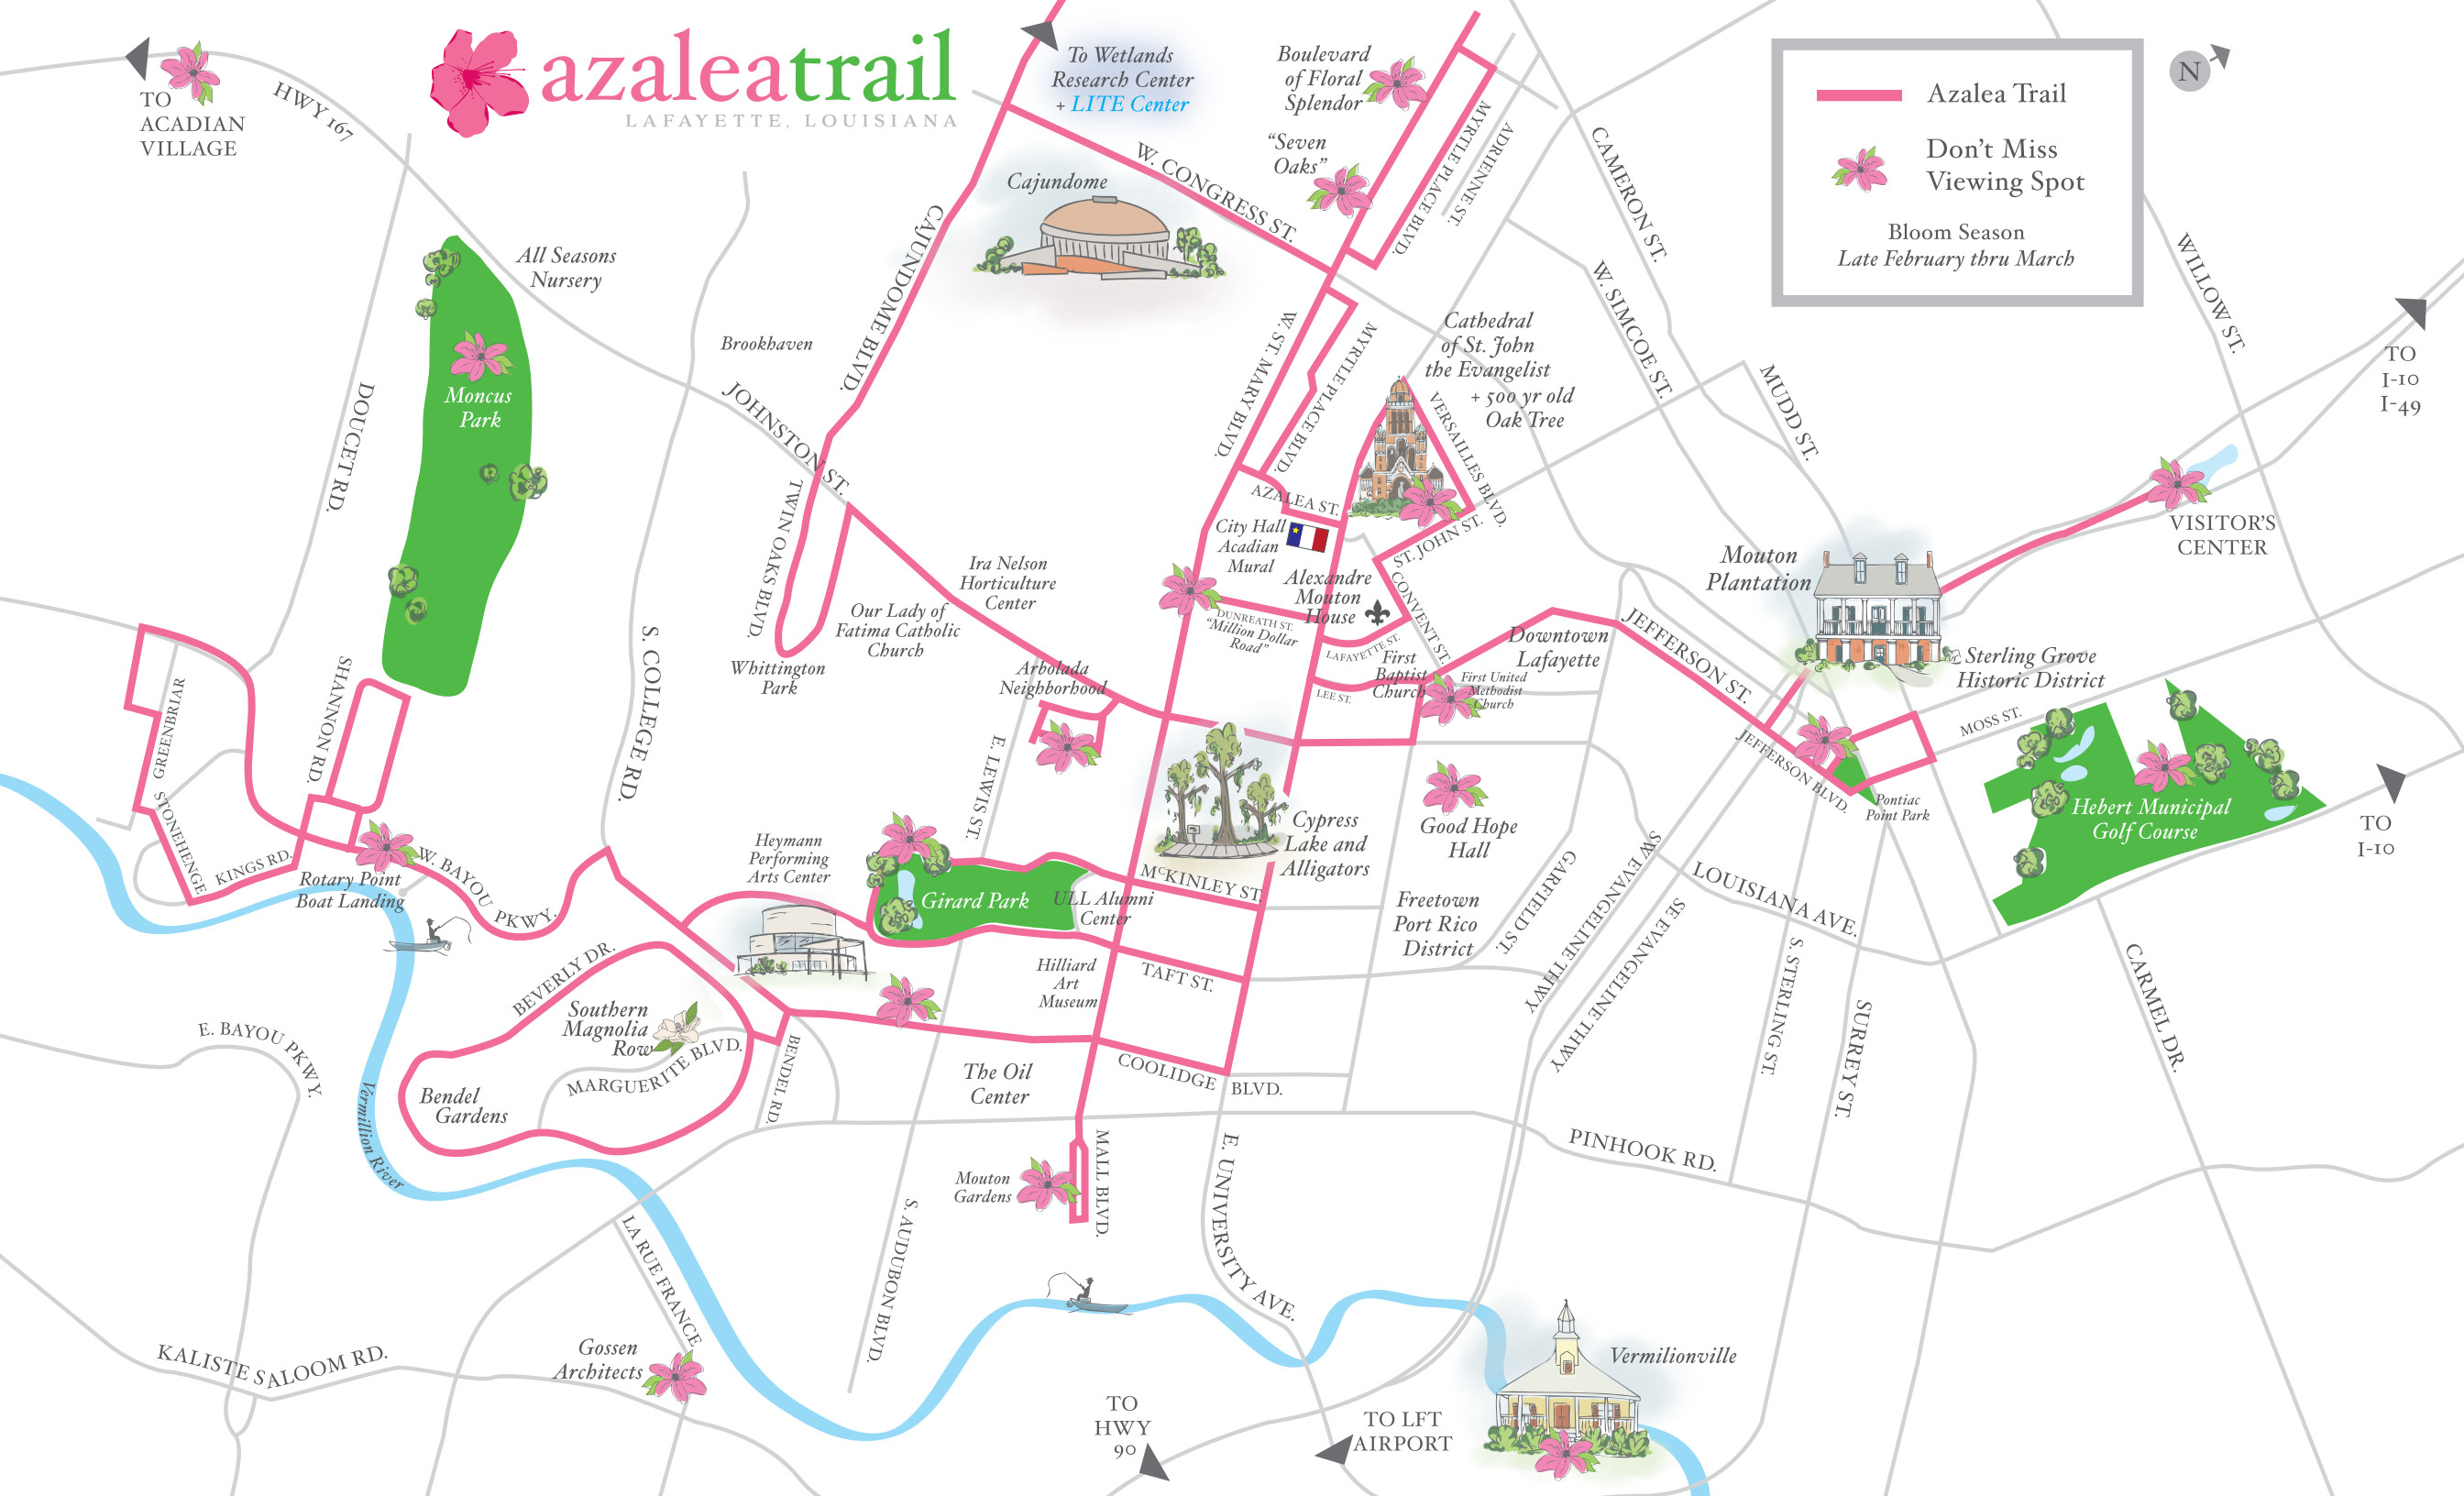 azaleatrail
LAFAYETTE, LOUISIANA
TO
ACADIAN
VILLAGE
HWY 167
To Wetlands
Research Center
+ LITE Center
Boulevard
of Floral
Splendor
“Seven
Oaks”
Azalea Trail
Don’t Miss
Viewing Spot
Bloom Season
Late February thru March
N
MYRTLE PLACE BLVD.
ADRIENNE ST.
CAMERON ST.
W. CONGRESS ST.
Cajundome
CAJUNDOME BLVD.
All Seasons
Nursery
Brookhaven
Moncus
Park
DOUCET RD.
JOHNSTON ST.
W. ST. MARY BLVD.
MYRTLE PLACE BLVD.
Cathedral
of St. John
the Evangelist
+ 500 yr old
Oak Tree
VERSAILLES BLVD.
W. SIMCOE ST.
MUDD ST.
WILLOW ST.
TO
I-10
I-49
VISITOR’S
CENTER
AZALEA ST.
City Hall
Acadian
Mural
ST. JOHN ST.
Alexandre
Mouton
House
CONVENT ST.
DUNREATH ST.
“Million Dollar
Road”
LAFAYETTE ST.
LEE ST.
First
Baptist
Church
First United
Methodist
Church
Downtown
Lafayette
JEFFERSON ST.
Mouton
Plantation
Sterling Grove
Historic District
MOSS ST.
JEFFERSON BLVD.
Pontiac
Point Park
Hebert Municipal
Golf Course
TO
I-10
TWIN OAKS BLVD.
Whittington
Park
Our Lady of
Fatima Catholic
Church
Ira Nelson
Horticulture
Center
Arbolada
Neighborhood
S. COLLEGE RD.
SHANNON RD.
GREENBRIAR
STONEHENGE
KINGS RD.
Rotary Point
Boat Landing
W. BAYOU PKWY.
E. LEWIS ST.
Heymann
Performing
Arts Center
Girard Park
ULL Alumni
Center
Cypress
Lake and
Alligators
MCKINLEY ST.
Good Hope
Hall
Freetown
Port Rico
District
GARFIELD ST.
SW EVANGELINE THWY
SE EVANGELINE THWY
LOUISIANA AVE.
S. STERLING ST.
SURREY ST.
CARMEL DR.
Hilliard
Art
Museum
TAFT ST.
COOLIDGE BLVD.
The Oil
Center
BEVERLY DR.
Southern
Magnolia
Row
MARGUERITE BLVD.
BENDEL RD.
Bendel
Gardens
E. BAYOU PKWY.
Vermillion River
Mouton
Gardens
MALL BLVD.
E. UNIVERSITY AVE.
PINHOOK RD.
S. AUDUBON BLVD.
LA RUE FRANCE
Gossen
Architects
KALISTE SALOOM RD.
TO
HWY
90
TO LFT
AIRPORT
Vermilionville